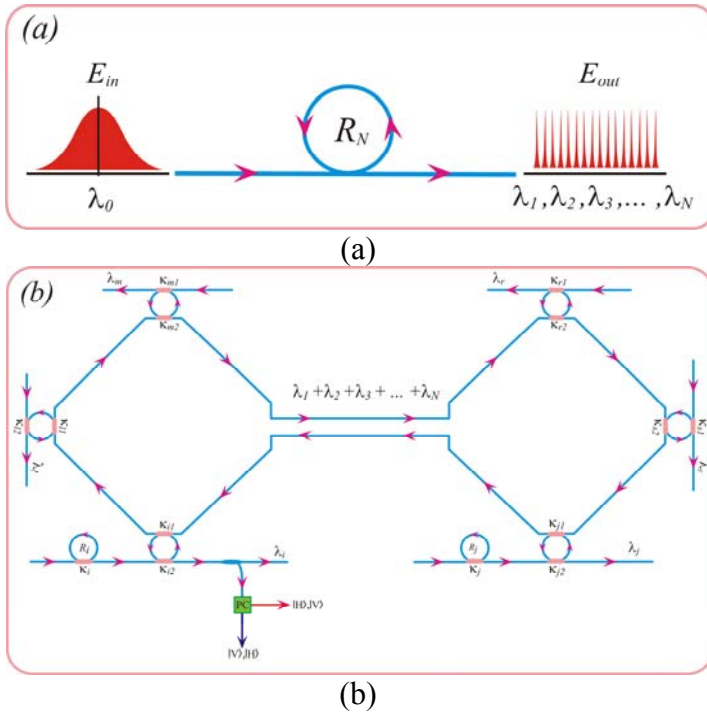 (a)
E_in
E_out
R_N
λ_0
λ_1 , λ_2 , λ_3 , ... , λ_N
(a)
(b)
λ_m
κ_m1
κ_m2
λ_r
κ_r1
κ_r2
λ_1 +λ_2 +λ_3 + ... +λ_N
κ_l2
κ_l1
λ_l
κ_s2
κ_s1
κ_i1
κ_j1
R_i
κ_i
κ_i2
λ_i
R_j
κ_j
κ_j2
λ_j
PC
|H⟩,|V⟩
|V⟩,|H⟩
(b)